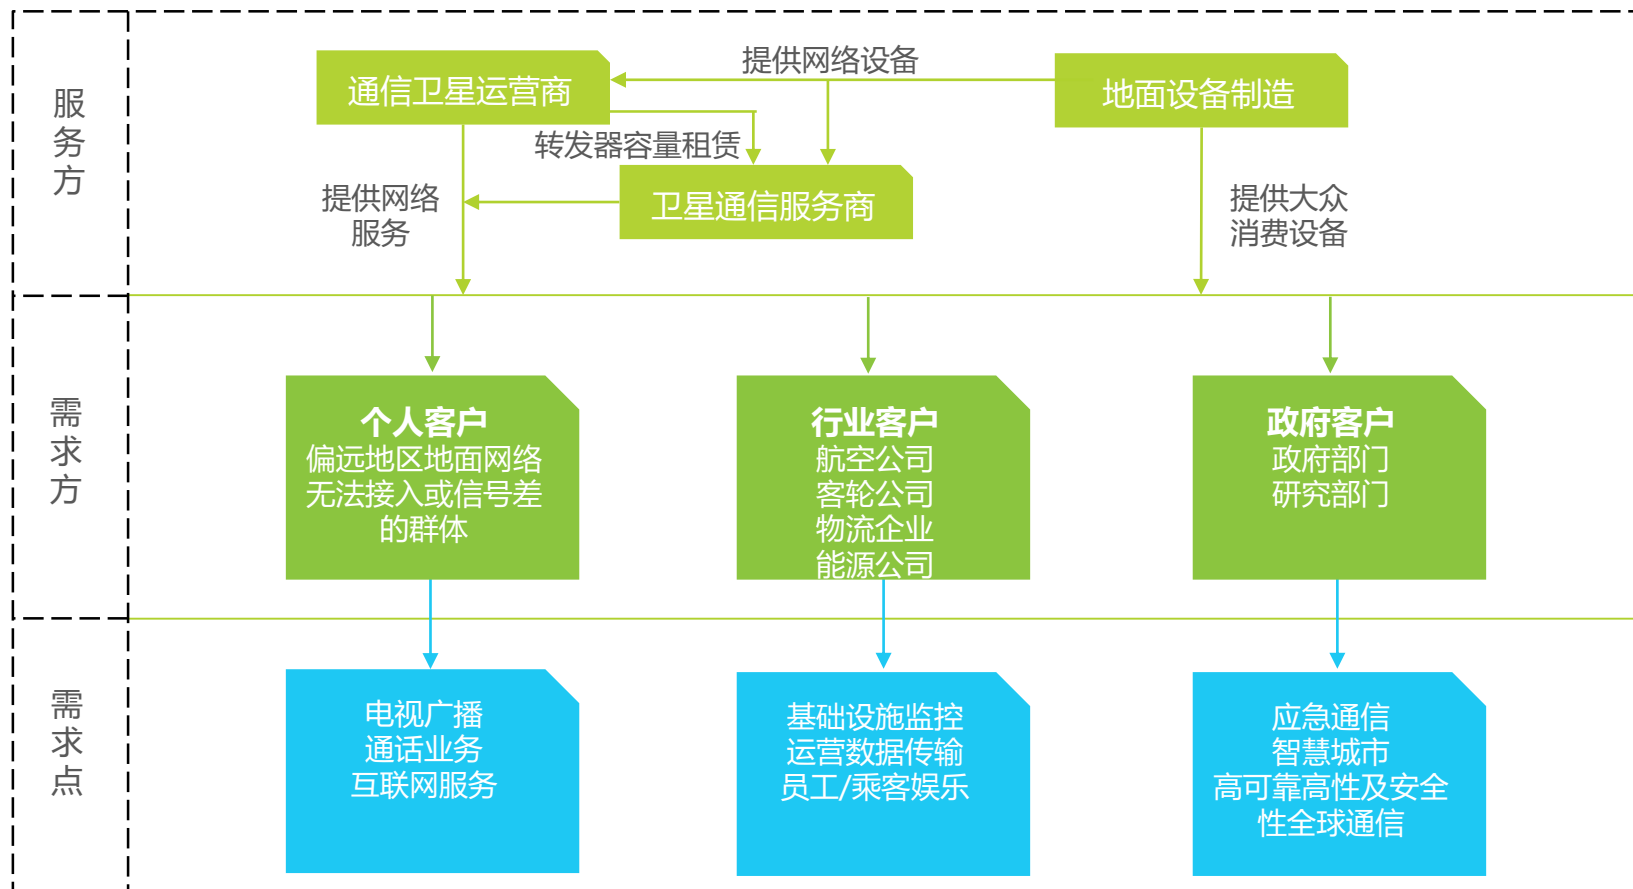 服务方
提供网络设备
通信卫星运营商
地面设备制造
转发器容量租赁
卫星通信服务商
提供网络
服务
提供大众
消费设备
需求方
个人客户
偏远地区地面网络
无法接入或信号差
的群体
行业客户
航空公司
客轮公司
物流企业
能源公司
政府客户
政府部门
研究部门
需求点
电视广播
通话业务
互联网服务
基础设施监控
运营数据传输
员工/乘客娱乐
应急通信
智慧城市
高可靠高性及安全
性全球通信